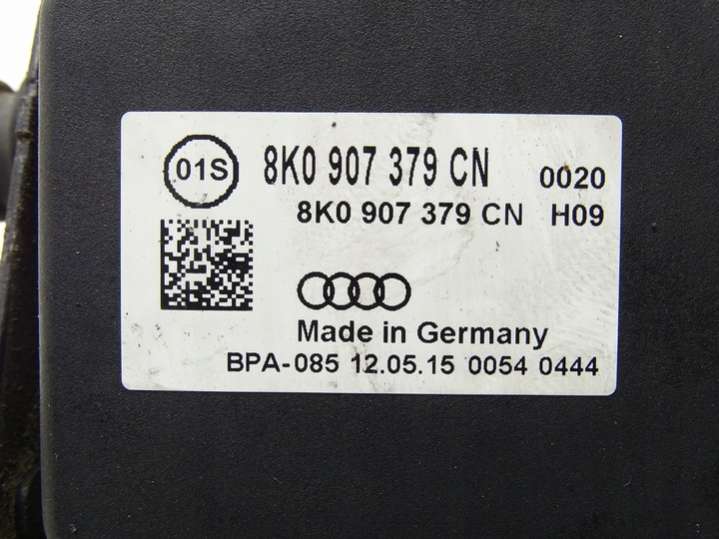 01S 8K0 907 379 CN 0020
8K0 907 379 CN H09
Made in Germany
BPA-085 12.05.15 0054 0444